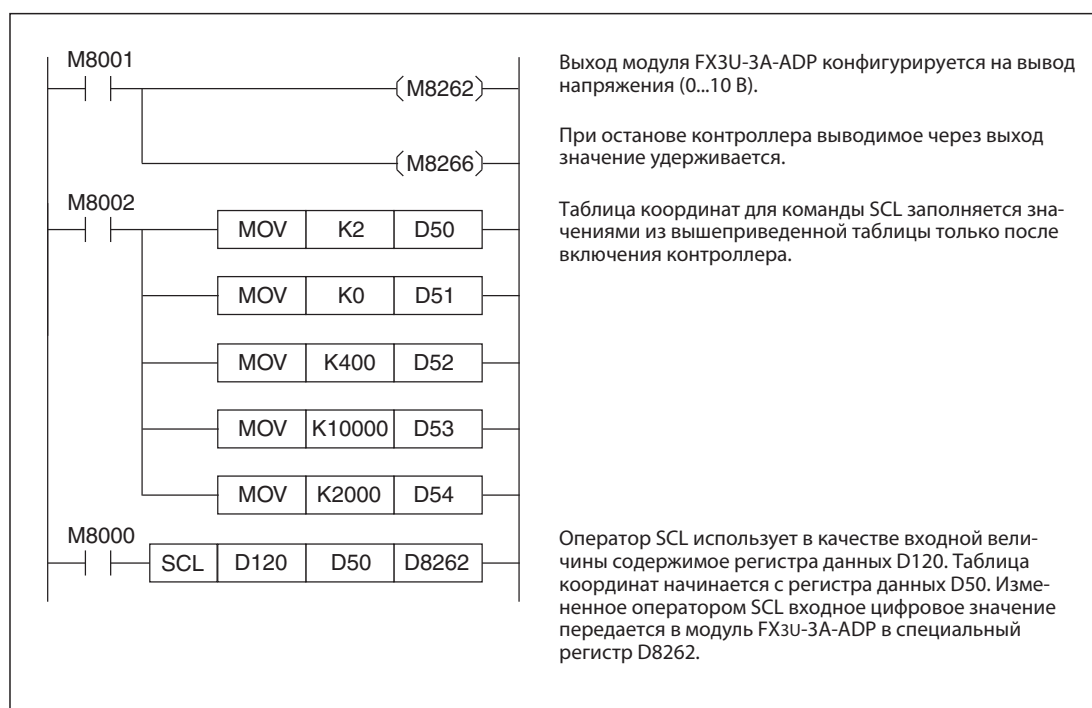 M8001
M8262
Выход модуля FX3U-3A-ADP конфигурируется на вывод
напряжения (0...10 В).
M8266
При останове контроллера выводимое через выход
значение удерживается.
M8002
MOV K2 D50
Таблица координат для команды SCL заполняется зна-
чениями из вышеприведенной таблицы только после
включения контроллера.
MOV K0 D51
MOV K400 D52
MOV K10000 D53
MOV K2000 D54
M8000
SCL D120 D50 D8262
Оператор SCL использует в качестве входной вели-
чины содержимое регистра данных D120. Таблица
координат начинается с регистра данных D50. Изме-
ненное оператором SCL входное цифровое значение
передается в модуль FX3U-3A-ADP в специальный
регистр D8262.